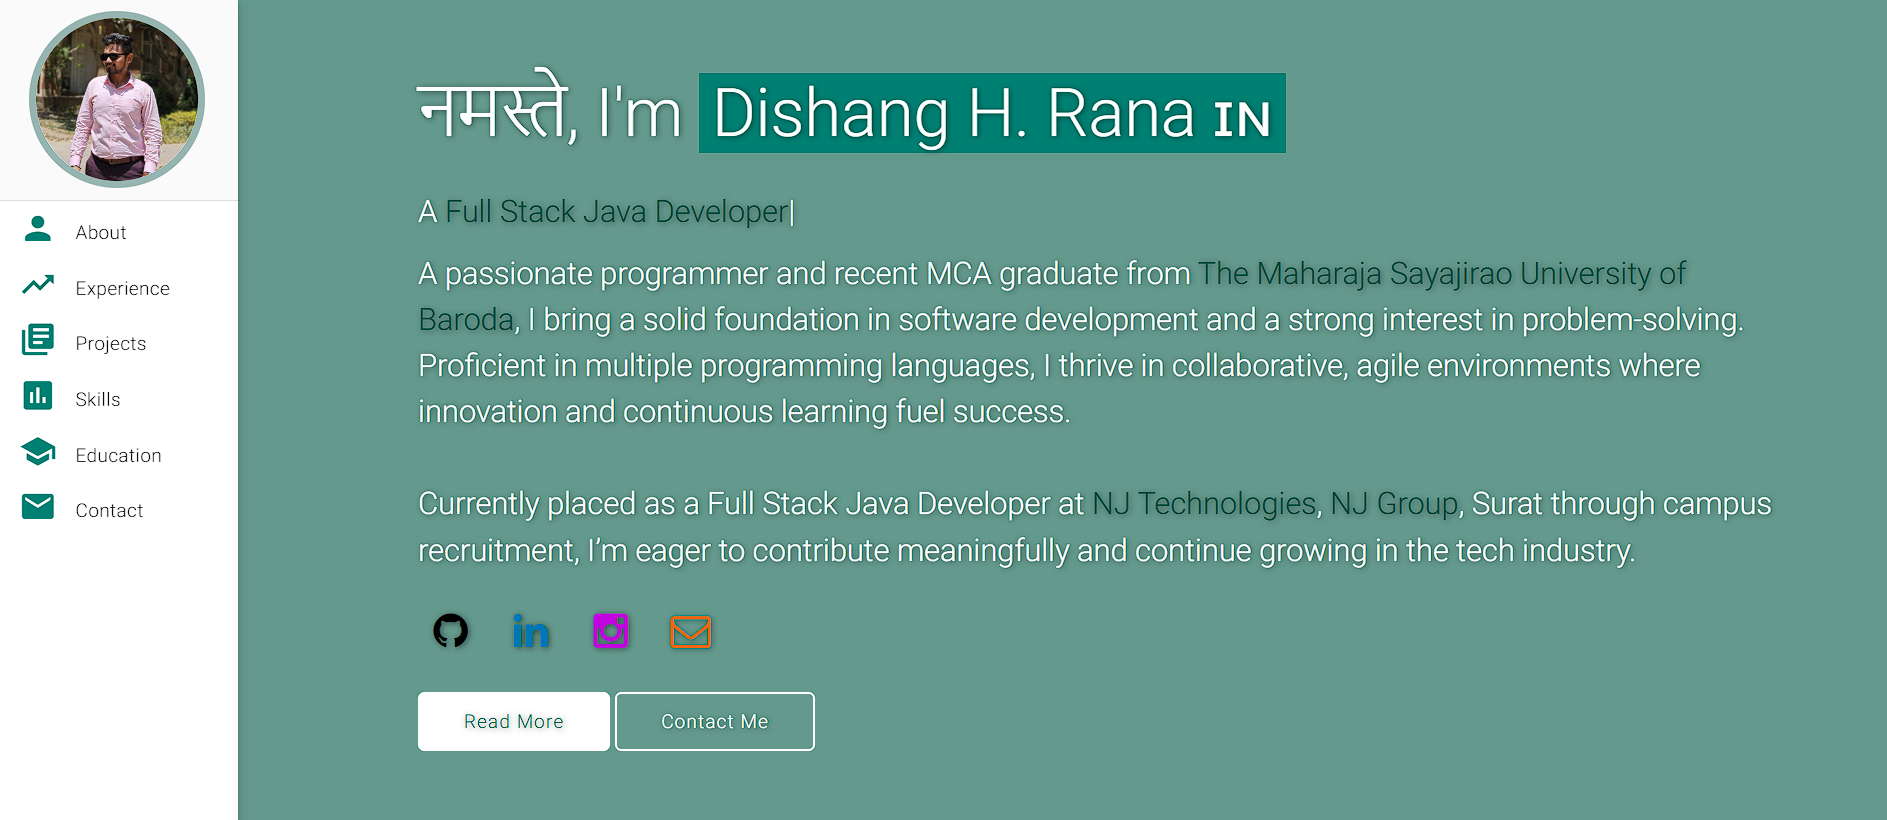 About
Experience
Projects
Skills
Education
Contact
नमस्ते, I'm Dishang H. Rana IN
A Full Stack Java Developer|
A passionate programmer and recent MCA graduate from The Maharaja Sayajirao University of
Baroda, I bring a solid foundation in software development and a strong interest in problem-solving.
Proficient in multiple programming languages, I thrive in collaborative, agile environments where
innovation and continuous learning fuel success.
Currently placed as a Full Stack Java Developer at NJ Technologies, NJ Group, Surat through campus
recruitment, I’m eager to contribute meaningfully and continue growing in the tech industry.
in
Read More
Contact Me